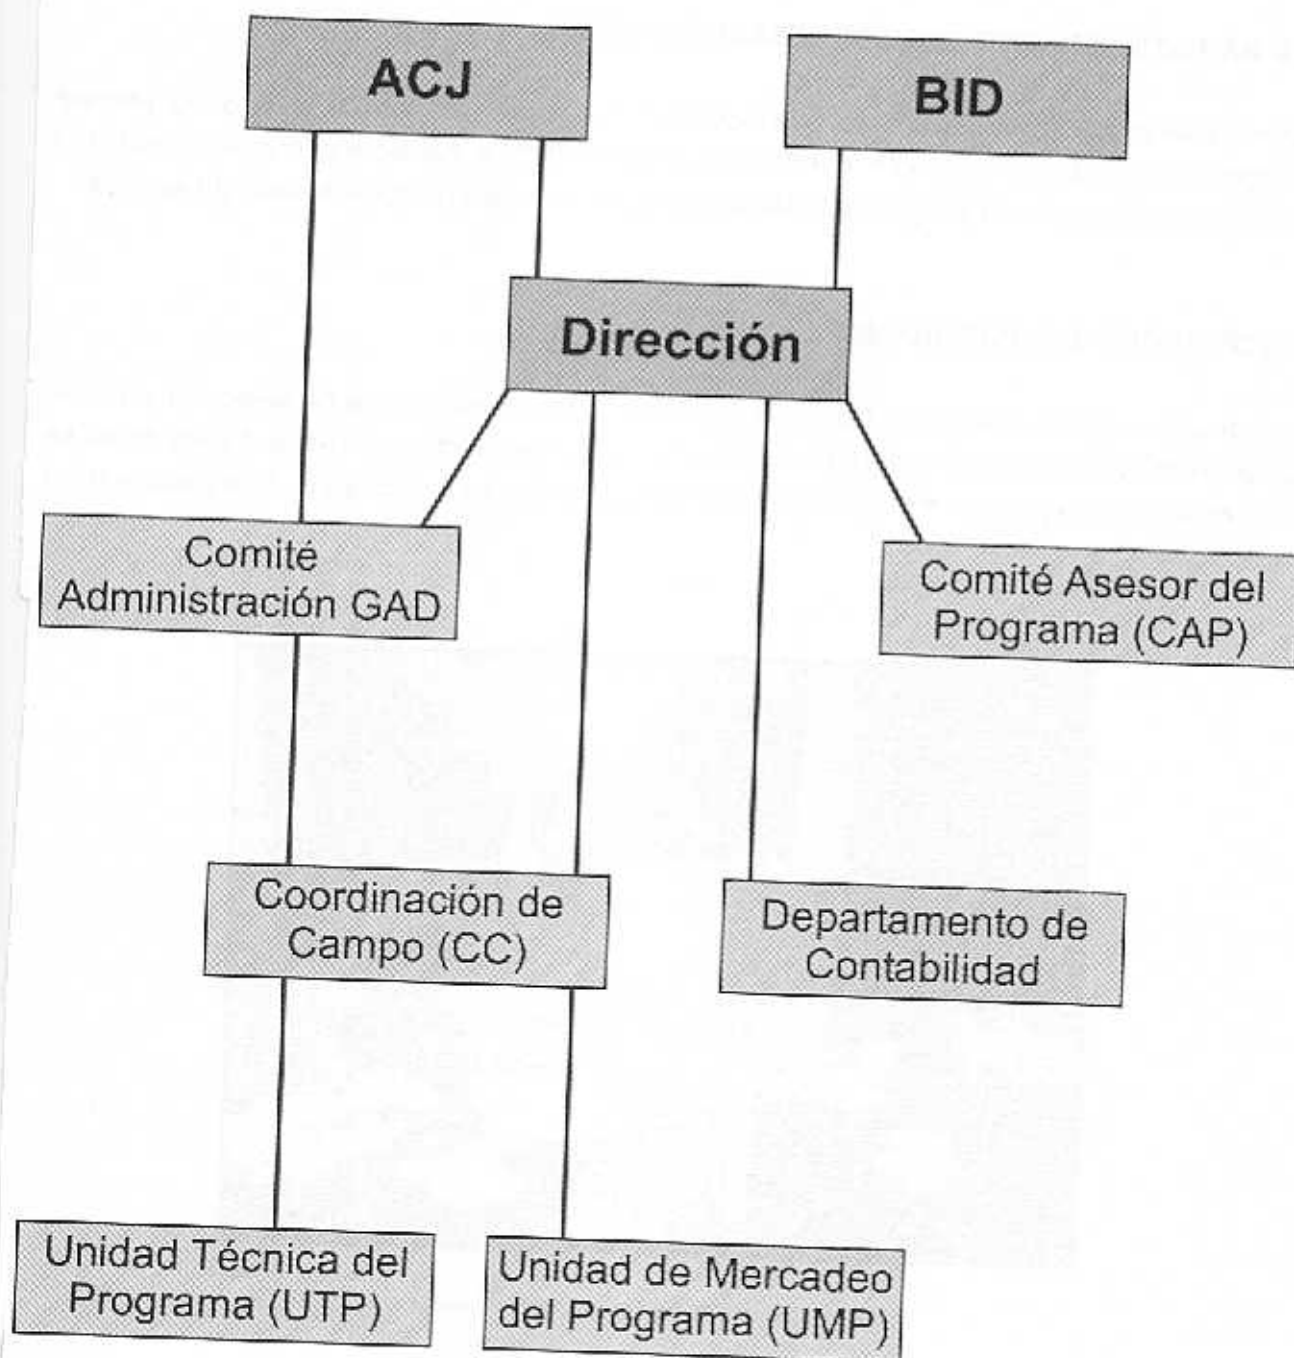 ACJ
BID
Dirección
Comité
Administración GAD
Comité Asesor del
Programa (CAP)
Coordinación de
Campo (CC)
Departamento de
Contabilidad
Unidad Técnica del
Programa (UTP)
Unidad de Mercadeo
del Programa (UMP)